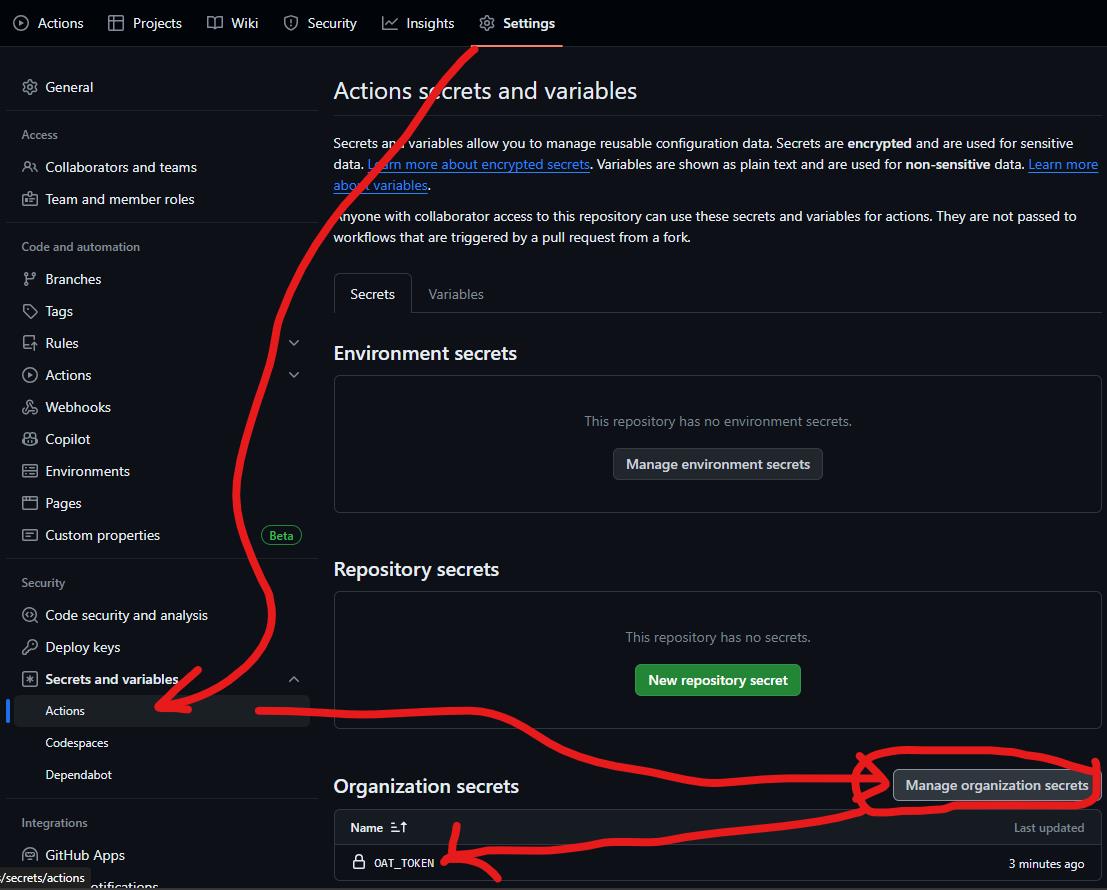 Actions Projects Wiki Security Insights Settings
General
Access
Collaborators and teams
Team and member roles
Code and automation
Branches
Tags
Rules
Actions
Webhooks
Copilot
Environments
Pages
Custom properties Beta
Security
Code security and analysis
Deploy keys
Secrets and variables
Actions
Codespaces
Dependabot
Integrations
GitHub Apps
/secrets/actions
Actions secrets and variables
Secrets and variables allow you to manage reusable configuration data. Secrets are encrypted and are used for sensitive
data. Learn more about encrypted secrets. Variables are shown as plain text and are used for non-sensitive data. Learn more
about variables.
Anyone with collaborator access to this repository can use these secrets and variables for actions. They are not passed to
workflows that are triggered by a pull request from a fork.
Secrets Variables
Environment secrets
This repository has no environment secrets.
Manage environment secrets
Repository secrets
This repository has no secrets.
New repository secret
Organization secrets Manage organization secrets
Name Last updated
OAT_TOKEN 3 minutes ago